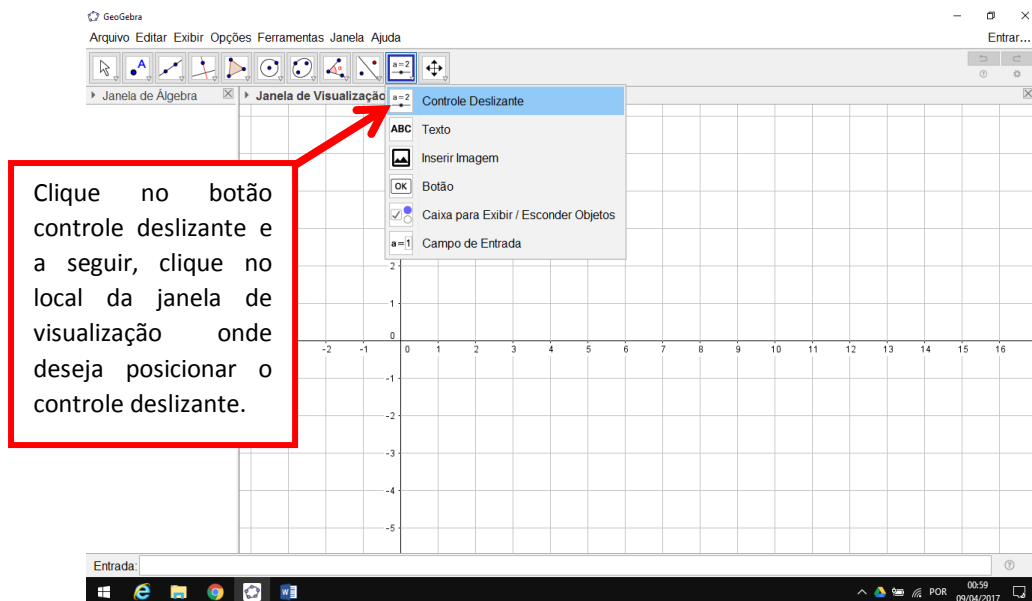 GeoGebra
Arquivo Editar Exibir Opções Ferramentas Janela Ajuda
Entrar...
A
α
a=2
Janela de Álgebra
Janela de Visualização
a=2 Controle Deslizante
ABC Texto
Inserir Imagem
OK Botão
Caixa para Exibir / Esconder Objetos
a=1 Campo de Entrada
Clique no botão
controle deslizante e
a seguir, clique no
local da janela de
visualização onde
deseja posicionar o
controle deslizante.
2
1
0
-2 -1 0 1 2 3 4 5 6 7 8 9 10 11 12 13 14 15 16
-1
-2
-3
-4
-5
Entrada:
POR
00:59
09/04/2017